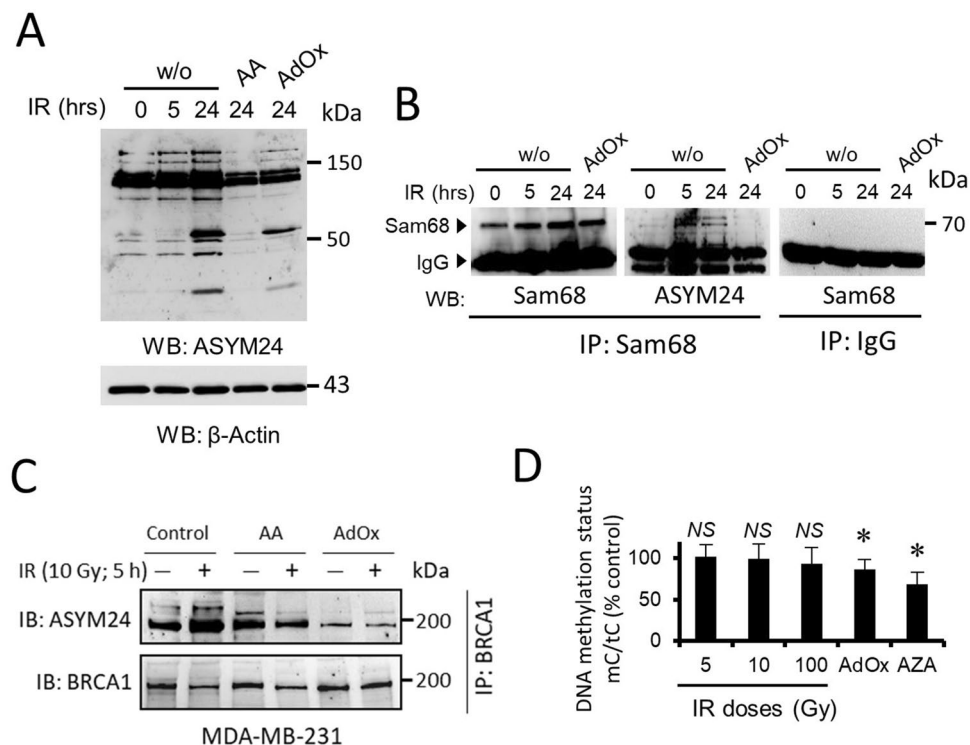 A
w/o AA AdOx
IR (hrs) 0 5 24 24 24 kDa
150
50
WB: ASYM24
43
WB: β-Actin
B
w/o AdOx w/o AdOx w/o AdOx
IR (hrs) 0 5 24 24 0 5 24 24 0 5 24 24 kDa
Sam68 70
IgG
WB: Sam68 ASYM24 Sam68
IP: Sam68 IP: IgG
C
Control AA AdOx
IR (10 Gy; 5 h) — + — + — + kDa
IB: ASYM24 200
IB: BRCA1 200
IP: BRCA1
MDA-MB-231
D
DNA methylation status
mC/tC (% control)
NS NS NS * *
100
50
0
5 10 100 AdOx AZA
IR doses (Gy)